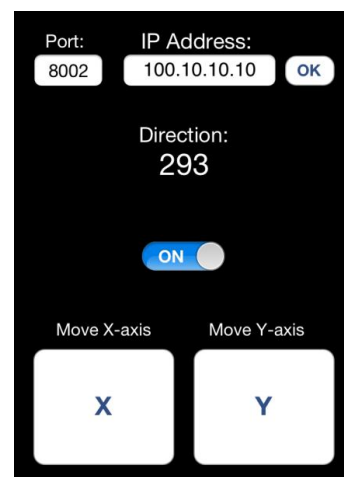 Port: IP Address:
8002 100.10.10.10 OK
Direction:
293
ON
Move X-axis Move Y-axis
X Y